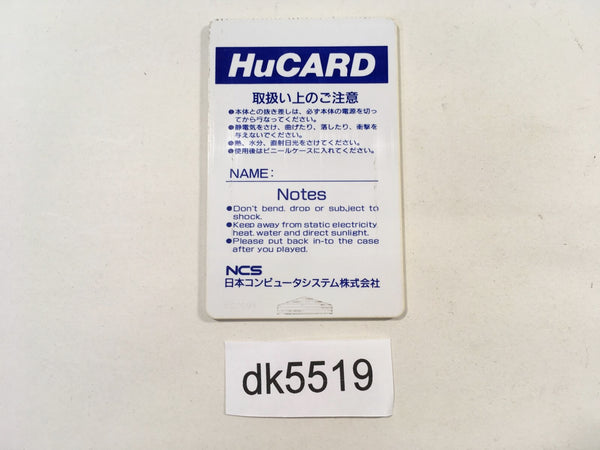 HuCARD
取扱い上のご注意
●本体との抜き差しは、必ず本体の電源を切っ
てから行なってください。
●静電気をさけ、曲げたり、落したり、衝撃を
与えないでください。
●熱、水分、直射日光をさけてください。
●使用後はビニールケースに入れてください。
NAME:
Notes
●Don't bend, drop or subject to
shock.
●Keep away from static electricity,
heat, water and direct sunlight.
●Please put back in-to the case
after you played.
NCS
日本コンピュータシステム株式会社
dk5519